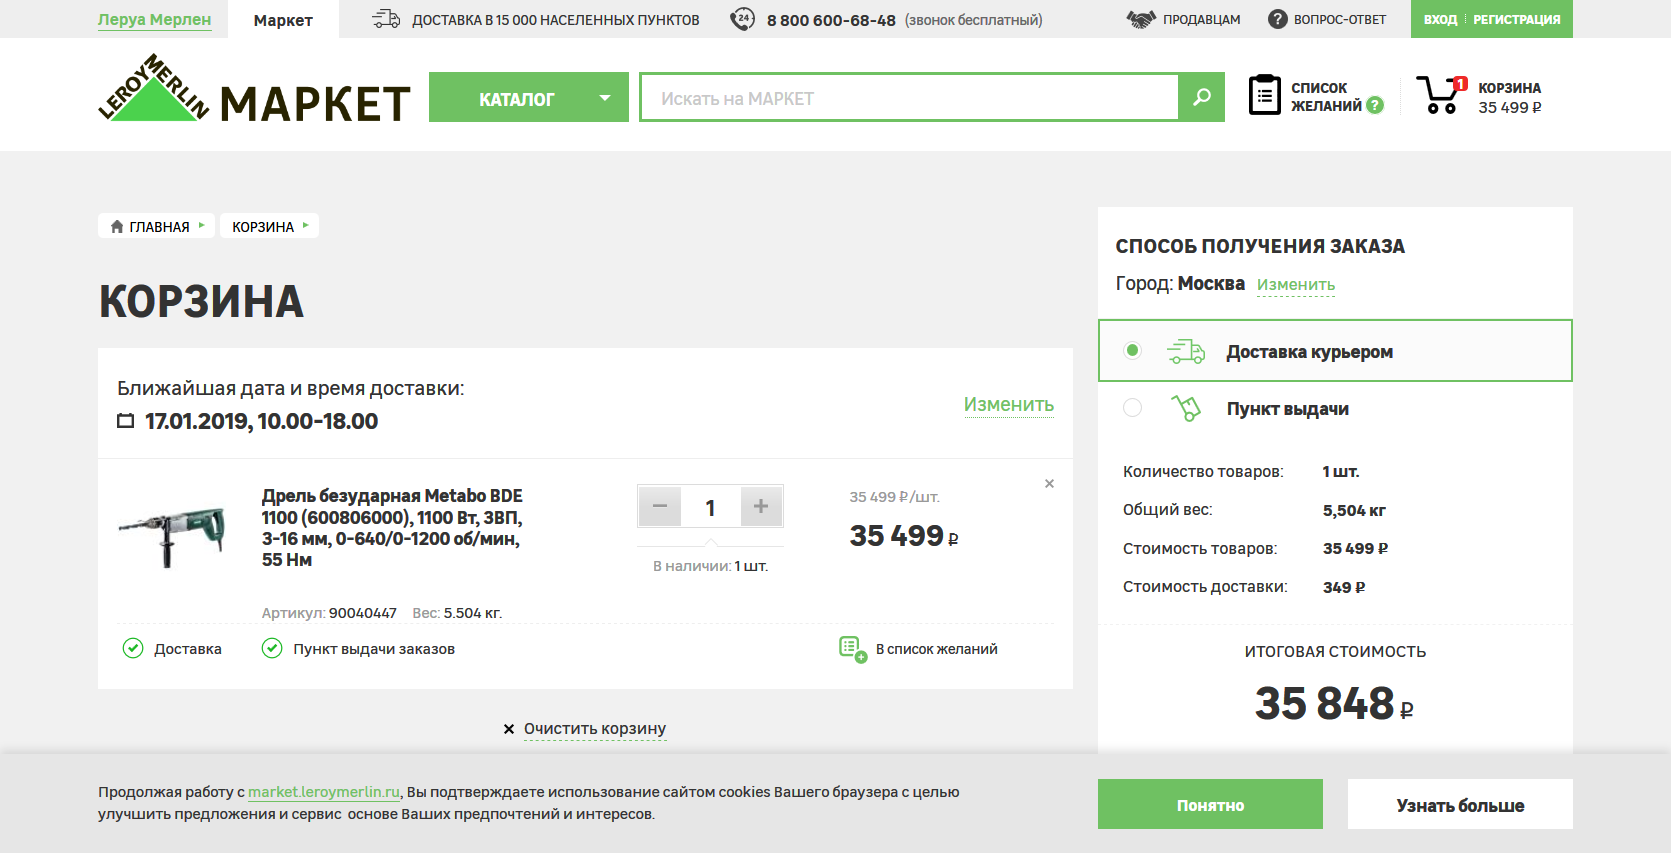 Леруа Мерлен
Маркет
ДОСТАВКА В 15 000 НАСЕЛЕННЫХ ПУНКТОВ
24
8 800 600-68-48 (звонок бесплатный)
ПРОДАВЦАМ
? ВОПРОС-ОТВЕТ
ВХОД РЕГИСТРАЦИЯ
LEROY MERLIN
МАРКЕТ
КАТАЛОГ
Искать на МАРКЕТ
СПИСОК
ЖЕЛАНИЙ ?
1
КОРЗИНА
35 499 ₽
ГЛАВНАЯ
КОРЗИНА
КОРЗИНА
Ближайшая дата и время доставки:
17.01.2019, 10.00-18.00
Изменить
Дрель безударная Metabo BDE
1100 (600806000), 1100 Вт, ЗВП,
3-16 мм, 0-640/0-1200 об/мин,
55 Нм
Артикул: 90040447 Вес: 5.504 кг.
− 1 +
В наличии: 1 шт.
35 499 ₽/шт.
35 499 ₽
×
Доставка
Пункт выдачи заказов
В список желаний
× Очистить корзину
СПОСОБ ПОЛУЧЕНИЯ ЗАКАЗА
Город: Москва Изменить
Доставка курьером
Пункт выдачи
Количество товаров: 1 шт.
Общий вес: 5,504 кг
Стоимость товаров: 35 499 ₽
Стоимость доставки: 349 ₽
ИТОГОВАЯ СТОИМОСТЬ
35 848 ₽
Продолжая работу с market.leroymerlin.ru, Вы подтверждаете использование сайтом cookies Вашего браузера с целью
улучшить предложения и сервис основе Ваших предпочтений и интересов.
Понятно
Узнать больше